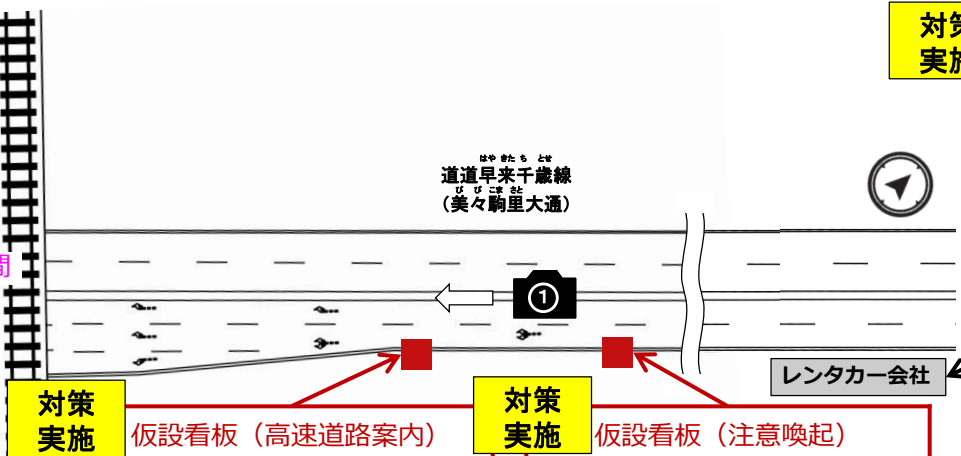 対策
実施
はやきた ち とせ
道道早来千歳線
び び こま さと
（美々駒里大通）
間
①
レンタカー会社
対策
実施
仮設看板（高速道路案内）
対策
実施
仮設看板（注意喚起）